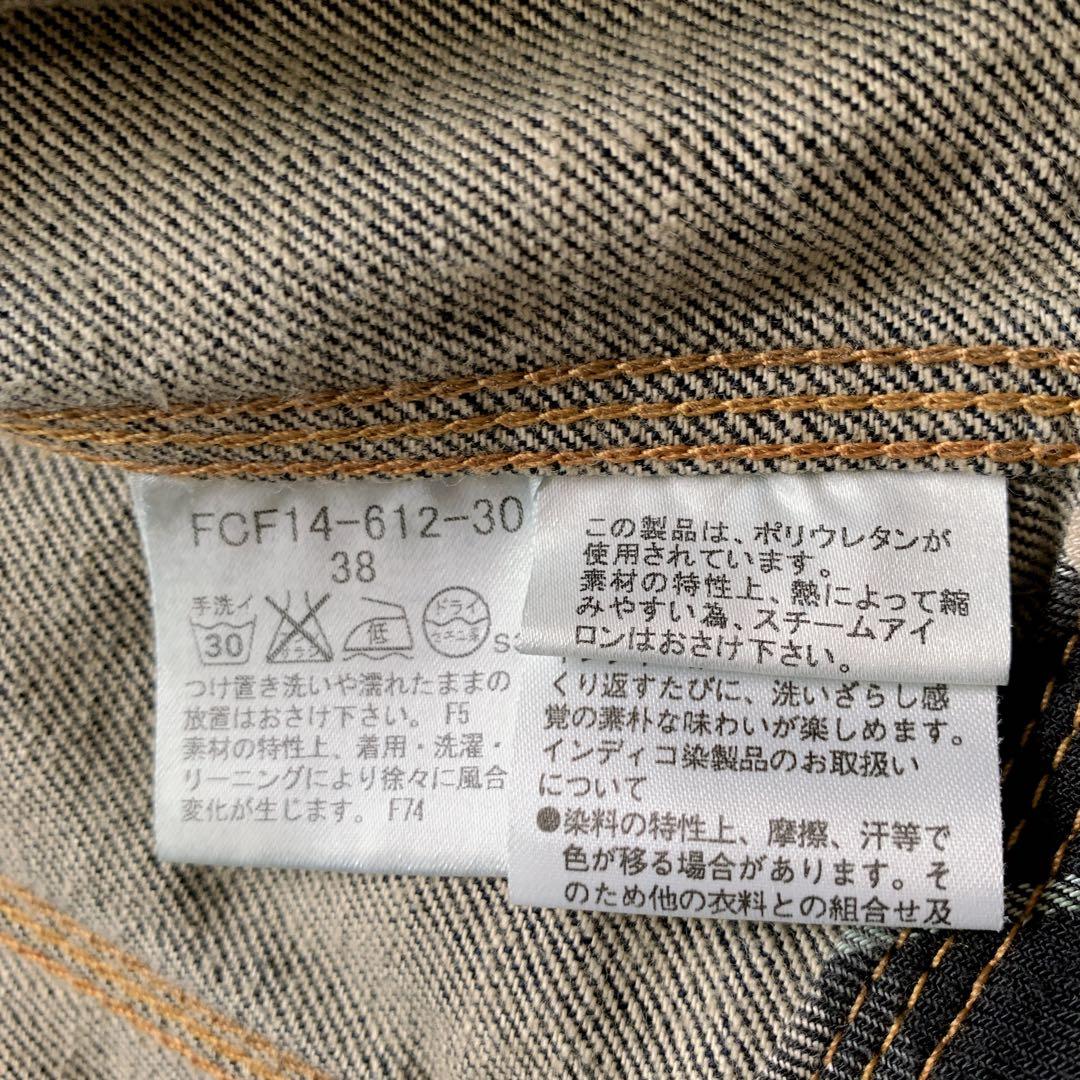 FCF14-612-30
38
手洗イ
30
低
ドライ
つけ置き洗いや濡れたままの
放置はおさけ下さい。 F5
素材の特性上、着用・洗濯・
リーニングにより徐々に風合
変化が生じます。 F74
この製品は、ポリウレタンが
使用されています。
素材の特性上、熱によって縮
みやすい為、スチームアイ
ロンはおさけ下さい。
くり返すたびに、洗いざらし感
覚の素朴な味わいが楽しめます。
インディコ染製品のお取扱い
について
●染料の特性上、摩擦、汗等で
色が移る場合があります。そ
のため他の衣料との組合せ及